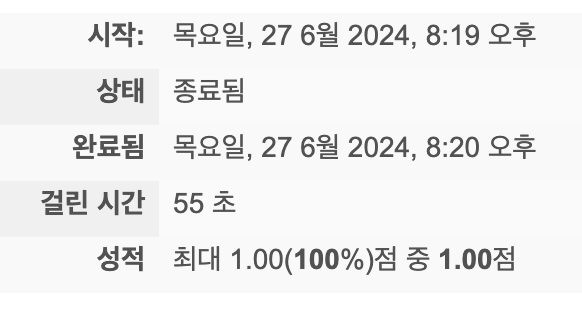 시작: 목요일, 27 6월 2024, 8:19 오후
상태 종료됨
완료됨 목요일, 27 6월 2024, 8:20 오후
걸린 시간 55 초
성적 최대 1.00(100%)점 중 1.00점